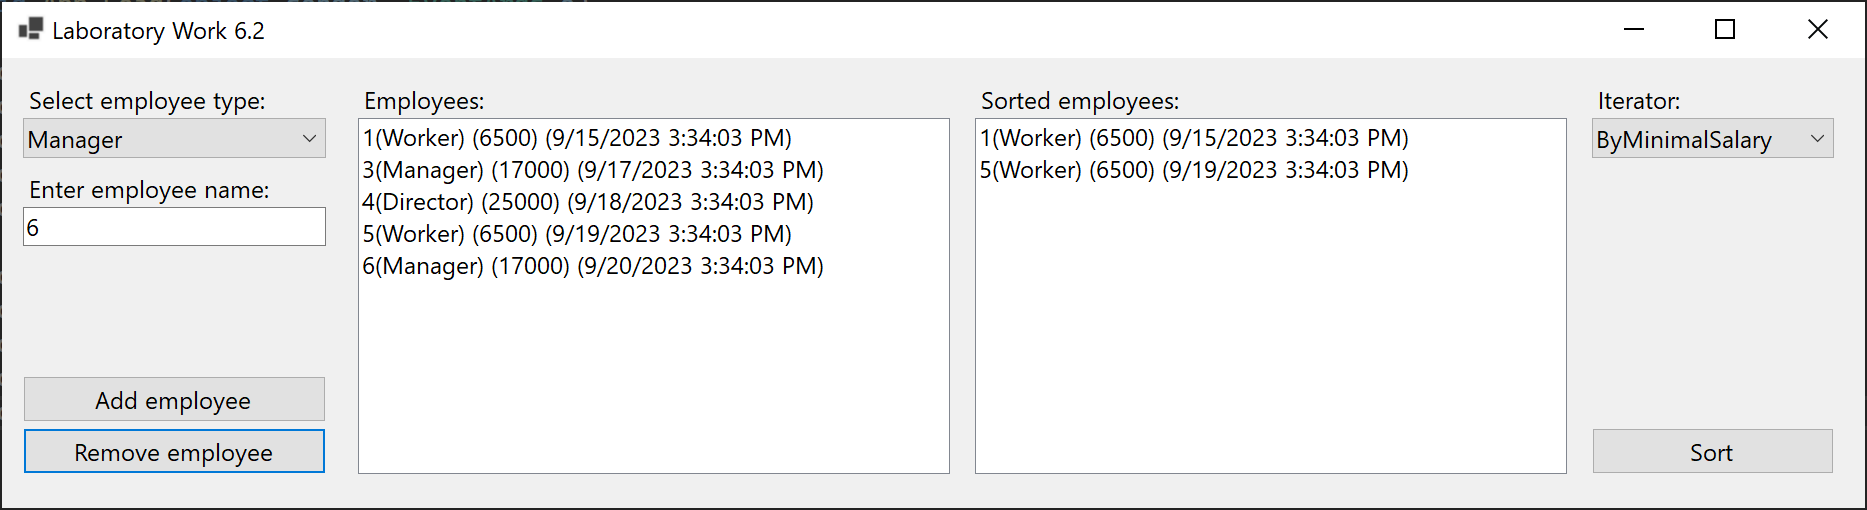 Laboratory Work 6.2
Select employee type:
Manager
Enter employee name:
6
Add employee
Remove employee
Employees:
1(Worker) (6500) (9/15/2023 3:34:03 PM)
3(Manager) (17000) (9/17/2023 3:34:03 PM)
4(Director) (25000) (9/18/2023 3:34:03 PM)
5(Worker) (6500) (9/19/2023 3:34:03 PM)
6(Manager) (17000) (9/20/2023 3:34:03 PM)
Sorted employees:
1(Worker) (6500) (9/15/2023 3:34:03 PM)
5(Worker) (6500) (9/19/2023 3:34:03 PM)
Iterator:
ByMinimalSalary
Sort